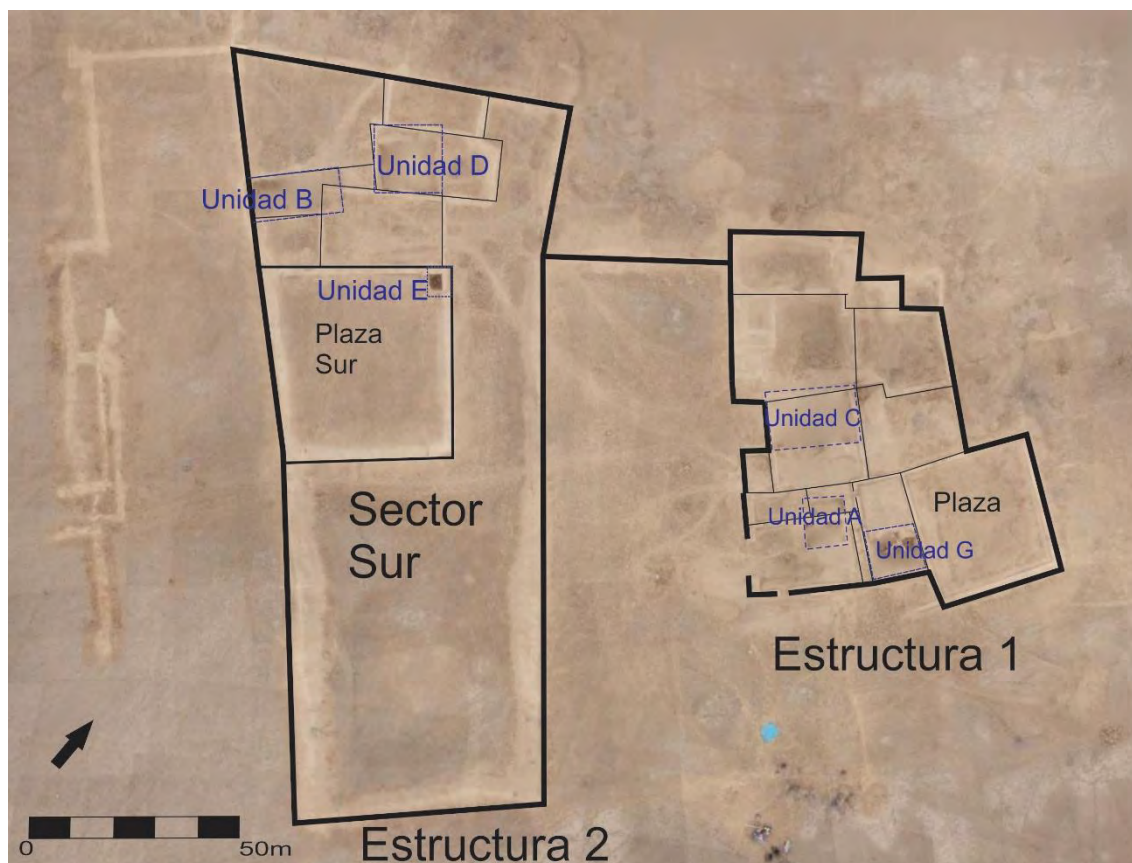 Unidad D
Unidad B
Unidad E
Plaza
Sur
Unidad C
Sector
Sur
Plaza
Unidad A
Unidad G
Estructura 1
0
50m
Estructura 2